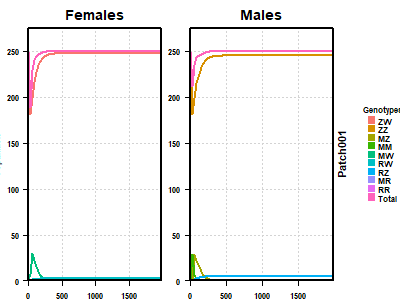 Females
Males
250
200
150
100
50
0
0
500
1000
1500
250
200
150
100
50
0
0
500
1000
1500
Patch001
Genotypes
ZW
ZZ
MZ
MM
MW
RW
RZ
MR
RR
Total